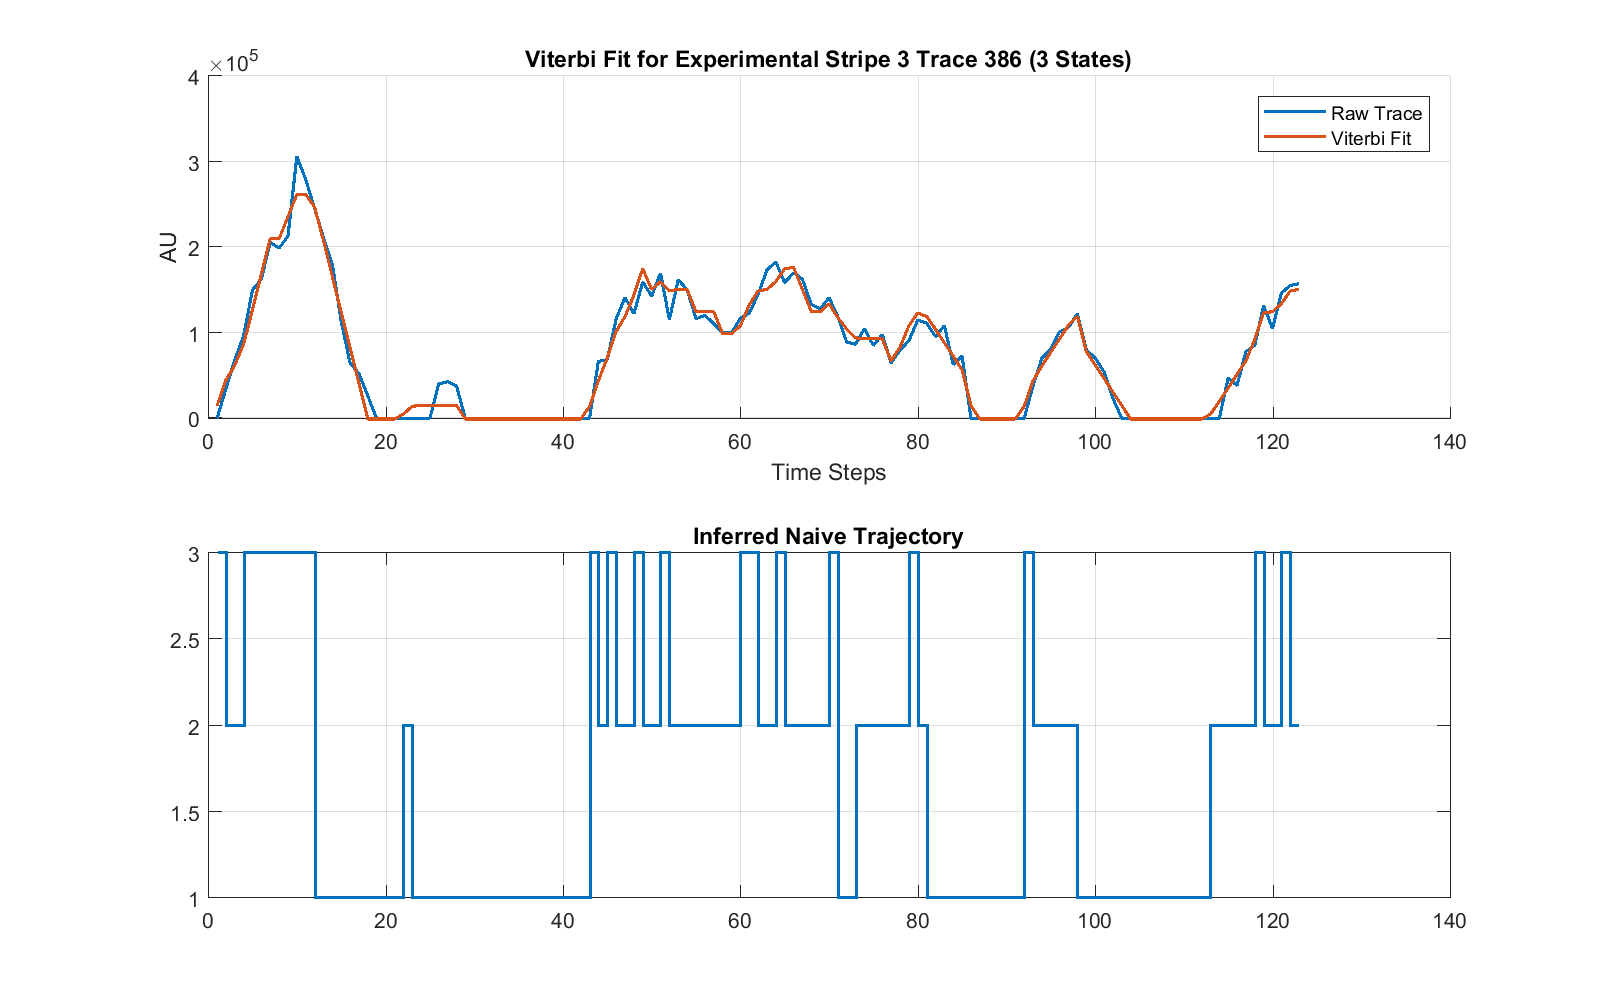 Viterbi Fit for Experimental Stripe 3 Trace 386 (3 States)
×10^5
4
3
2
1
0
AU
Raw Trace
Viterbi Fit
0 20 40 60 80 100 120 140
Time Steps
Inferred Naive Trajectory
3
2.5
2
1.5
1
0 20 40 60 80 100 120 140